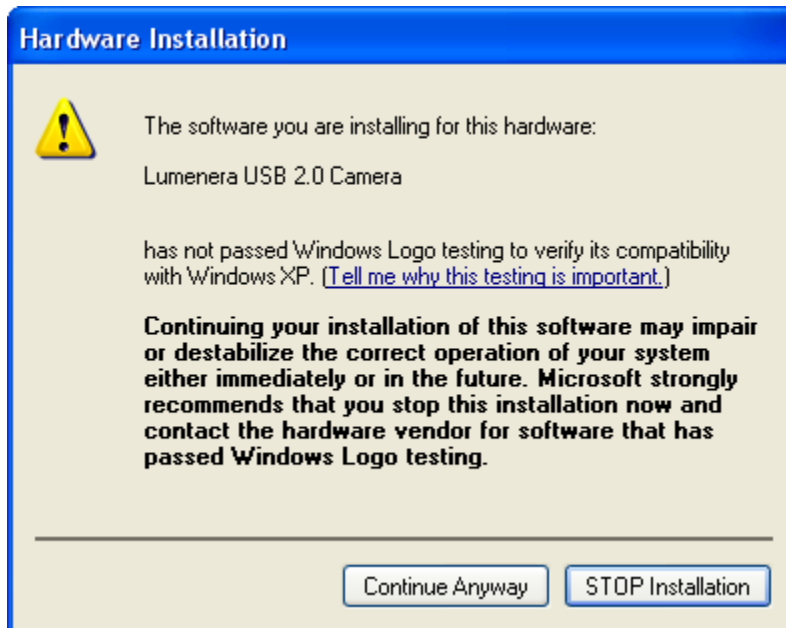 Hardware Installation
The software you are installing for this hardware:
Lumenera USB 2.0 Camera
has not passed Windows Logo testing to verify its compatibility
with Windows XP. (Tell me why this testing is important.)
Continuing your installation of this software may impair
or destabilize the correct operation of your system
either immediately or in the future. Microsoft strongly
recommends that you stop this installation now and
contact the hardware vendor for software that has
passed Windows Logo testing.
Continue Anyway
STOP Installation